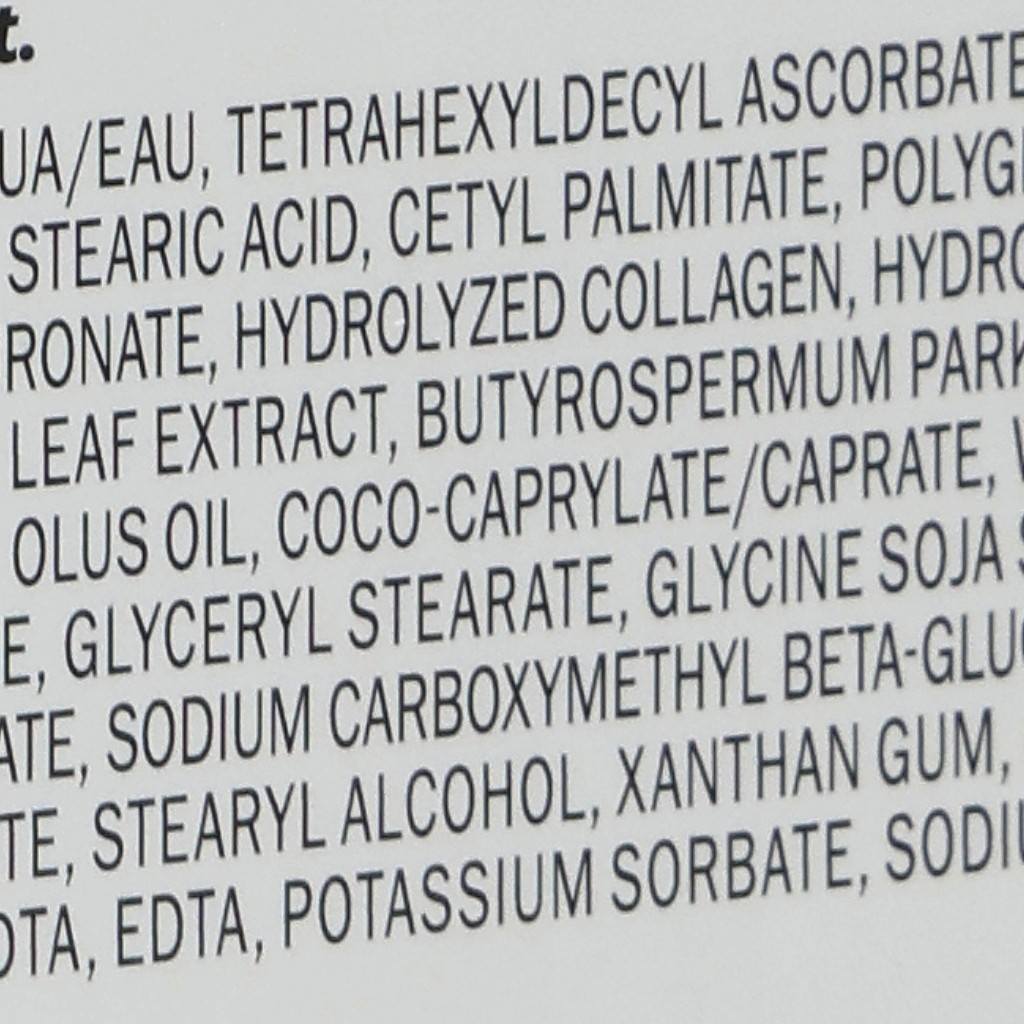 t.
UA/EAU, TETRAHEXYLDECYL ASCORBATE
STEARIC ACID, CETYL PALMITATE, POLYG
RONATE, HYDROLYZED COLLAGEN, HYDRO
LEAF EXTRACT, BUTYROSPERMUM PARK
OLUS OIL, COCO-CAPRYLATE/CAPRATE,
E, GLYCERYL STEARATE, GLYCINE SOJA S
ATE, SODIUM CARBOXYMETHYL BETA-GLUC
TE, STEARYL ALCOHOL, XANTHAN GUM,
DTA, EDTA, POTASSIUM SORBATE, SODIU